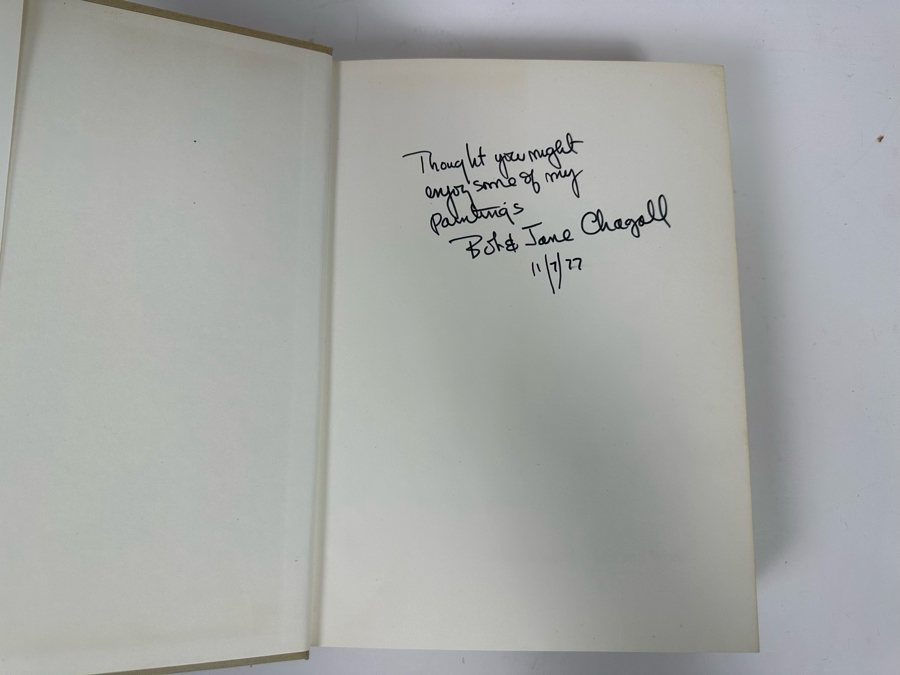 Thought you might
enjoy some of my
paintings
Bob & Jane Chagall
11/7/77